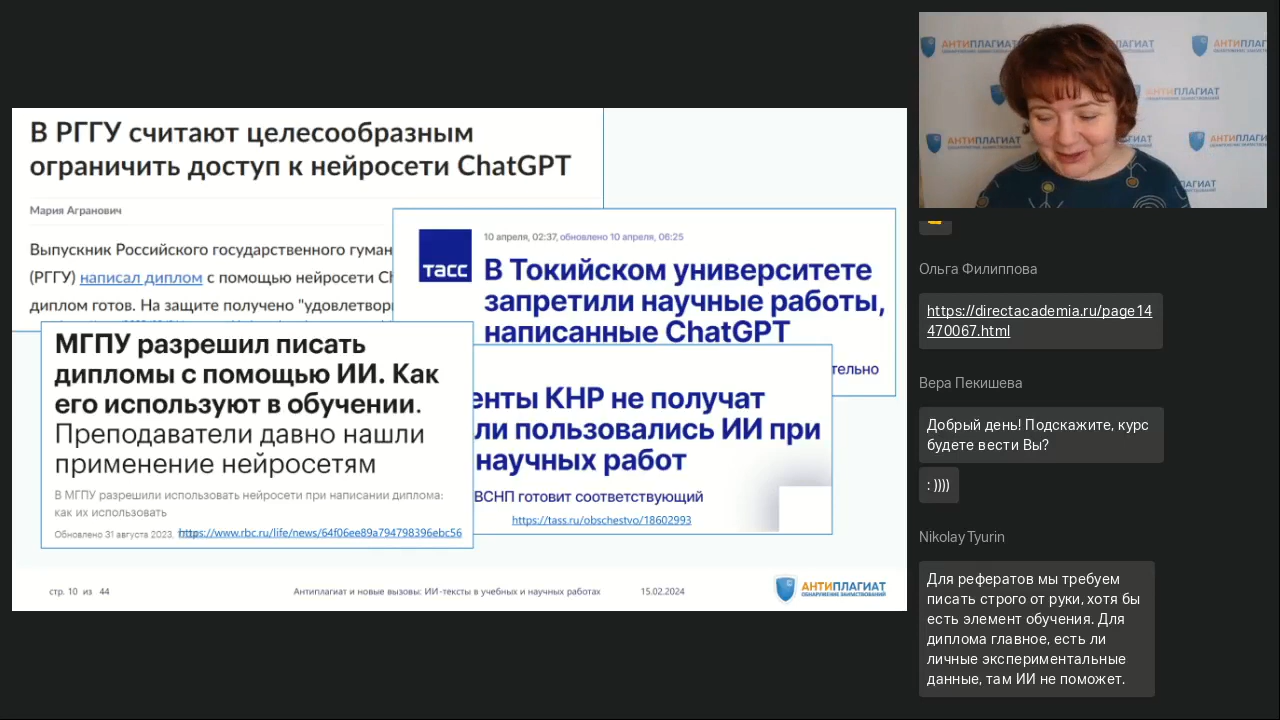 В РГГУ считают целесообразным
ограничить доступ к нейросети ChatGPT
Мария Агранович
Выпускник Российского государственного
(РГГУ) написал диплом с помощью нейросети
диплом готов. На защите получено
10 апреля, 02:37, обновлено 10 апреля, 06:25
ТАСС
В Токийском университете
запретили научные работы,
написанные ChatGPT
МГПУ разрешил писать
дипломы с помощью ИИ. Как
его используют в обучении.
Преподаватели давно нашли
применение нейросетям
В МГПУ разрешили использовать нейросети при написании диплома:
как их использовать
Обновлено 31 августа 2023, https://www.rbc.ru/life/news/64f06ee89a794798396ebc56
КНР не получат
ли пользовались ИИ при
научных работ
ВСНП готовит соответствующий
https://tass.ru/obschestvo/18602993
стр. 10 из 44
Антиплагиат и новые вызовы: ИИ-тексты в учебных и научных работах
15.02.2024
АНТИПЛАГИАТ
ОБНАРУЖЕНИЕ ЗАИМСТВОВАНИЙ
АНТИПЛАГИАТ
Ольга Филиппова
https://directacademia.ru/page14
470067.html
Вера Пекишева
Добрый день! Подскажите, курс
будете вести Вы?
: ))))
Nikolay Tyurin
Для рефератов мы требуем
писать строго от руки, хотя бы
есть элемент обучения. Для
диплома главное, есть ли
личные экспериментальные
данные, там ИИ не поможет.